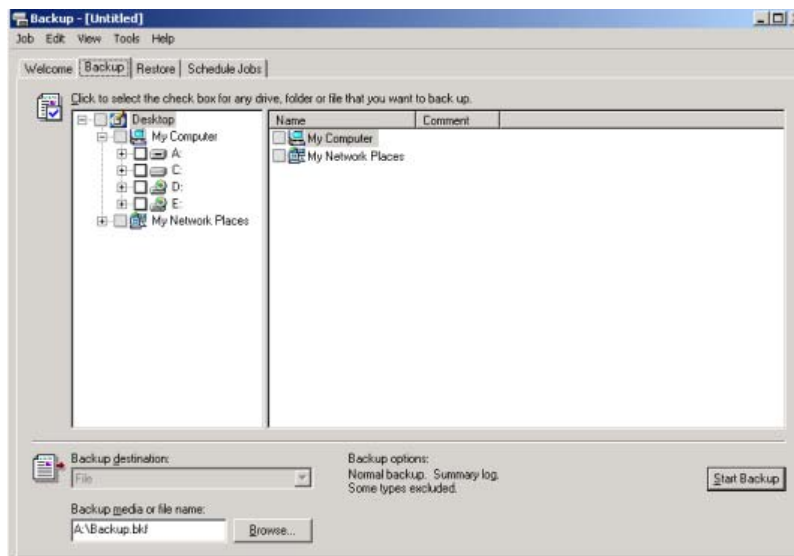 Backup - [Untitled]
Job Edit View Tools Help
Welcome Backup Restore Schedule Jobs
Click to select the check box for any drive, folder or file that you want to back up.
Desktop
My Computer
A:
C:
D:
E:
My Network Places
Name Comment
My Computer
My Network Places
Backup destination:
File
Backup media or file name:
A:\Backup.bkf Browse...
Backup options:
Normal backup. Summary log.
Some types excluded.
Start Backup